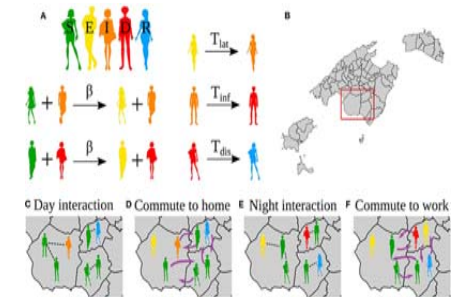 A
S E I D R
B
T_lat
+ β +
T_inf
+ β +
T_dis
C Day interaction
D Commute to home
E Night interaction
F Commute to work